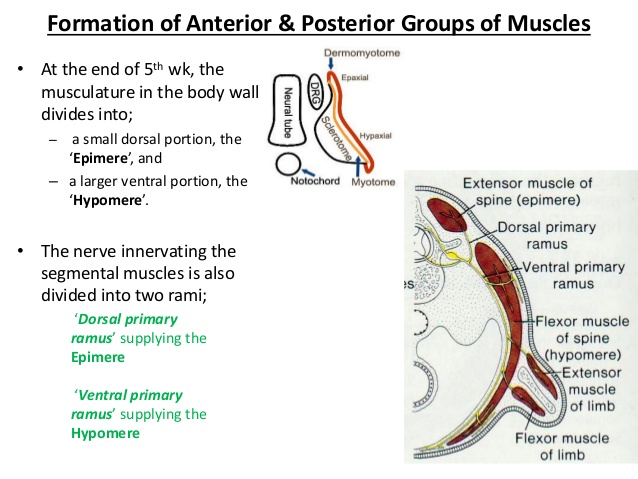 Formation of Anterior & Posterior Groups of Muscles
• At the end of 5th wk, the
musculature in the body wall
divides into;
– a small dorsal portion, the
‘Epimere’, and
– a larger ventral portion, the
‘Hypomere’.
• The nerve innervating the
segmental muscles is also
divided into two rami;
‘Dorsal primary
ramus’ supplying the
Epimere
‘Ventral primary
ramus’ supplying the
Hypomere
Dermomyotome
Epaxial
DRG
Neural tube
Sclerotome
Hypaxial
Notochord
Myotome
Extensor muscle of
spine (epimere)
Dorsal primary
ramus
Ventral primary
ramus
es
Flexor muscle
of spine
(hypomere)
Extensor
muscle
of limb
Flexor muscle
of limb